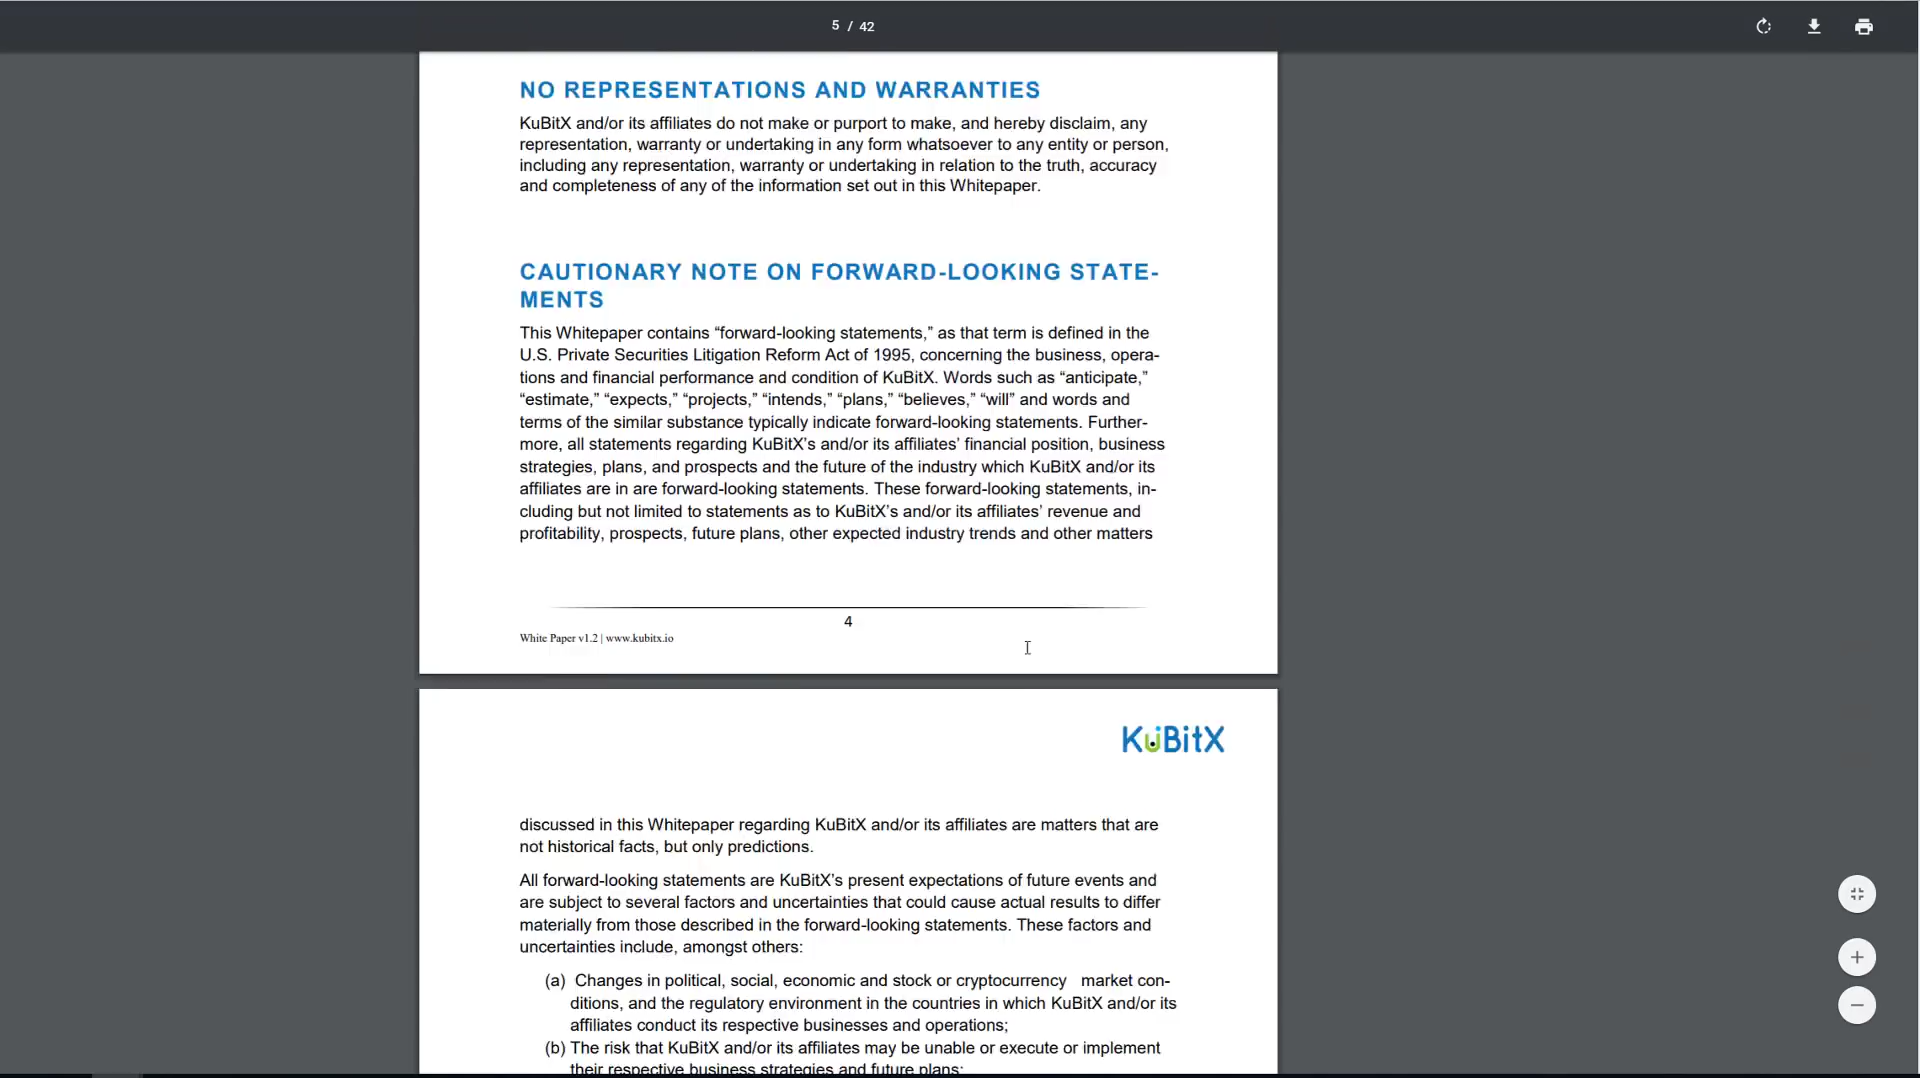 5 / 42
NO REPRESENTATIONS AND WARRANTIES
KuBitX and/or its affiliates do not make or purport to make, and hereby disclaim, any
representation, warranty or undertaking in any form whatsoever to any entity or person,
including any representation, warranty or undertaking in relation to the truth, accuracy
and completeness of any of the information set out in this Whitepaper.
CAUTIONARY NOTE ON FORWARD-LOOKING STATE-
MENTS
This Whitepaper contains “forward-looking statements,” as that term is defined in the
U.S. Private Securities Litigation Reform Act of 1995, concerning the business, opera-
tions and financial performance and condition of KuBitX. Words such as “anticipate,”
“estimate,” “expects,” “projects,” “intends,” “plans,” “believes,” “will” and words and
terms of the similar substance typically indicate forward-looking statements. Further-
more, all statements regarding KuBitX’s and/or its affiliates’ financial position, business
strategies, plans, and prospects and the future of the industry which KuBitX and/or its
affiliates are in are forward-looking statements. These forward-looking statements, in-
cluding but not limited to statements as to KuBitX’s and/or its affiliates’ revenue and
profitability, prospects, future plans, other expected industry trends and other matters
4
White Paper v1.2 | www.kubitx.io
KuBitX
discussed in this Whitepaper regarding KuBitX and/or its affiliates are matters that are
not historical facts, but only predictions.
All forward-looking statements are KuBitX’s present expectations of future events and
are subject to several factors and uncertainties that could cause actual results to differ
materially from those described in the forward-looking statements. These factors and
uncertainties include, amongst others:
(a) Changes in political, social, economic and stock or cryptocurrency market con-
ditions, and the regulatory environment in the countries in which KuBitX and/or its
affiliates conduct its respective businesses and operations;
(b) The risk that KuBitX and/or its affiliates may be unable or execute or implement
their respective business strategies and future plans;